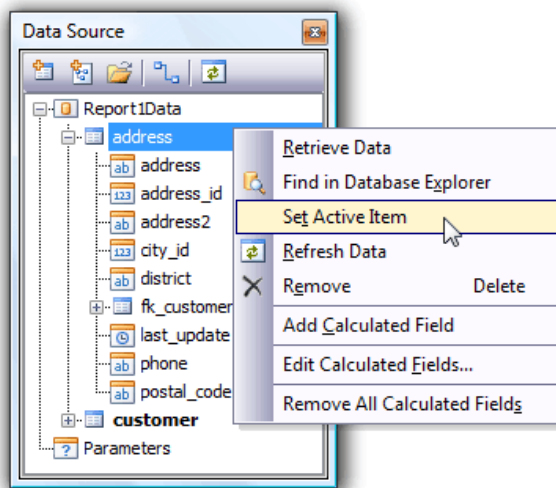 Data Source
Report1Data
address
address
address_id
address2
city_id
district
fk_customer
last_update
phone
postal_code
customer
Parameters
Retrieve Data
Find in Database Explorer
Set Active Item
Refresh Data
Remove Delete
Add Calculated Field
Edit Calculated Fields...
Remove All Calculated Fields